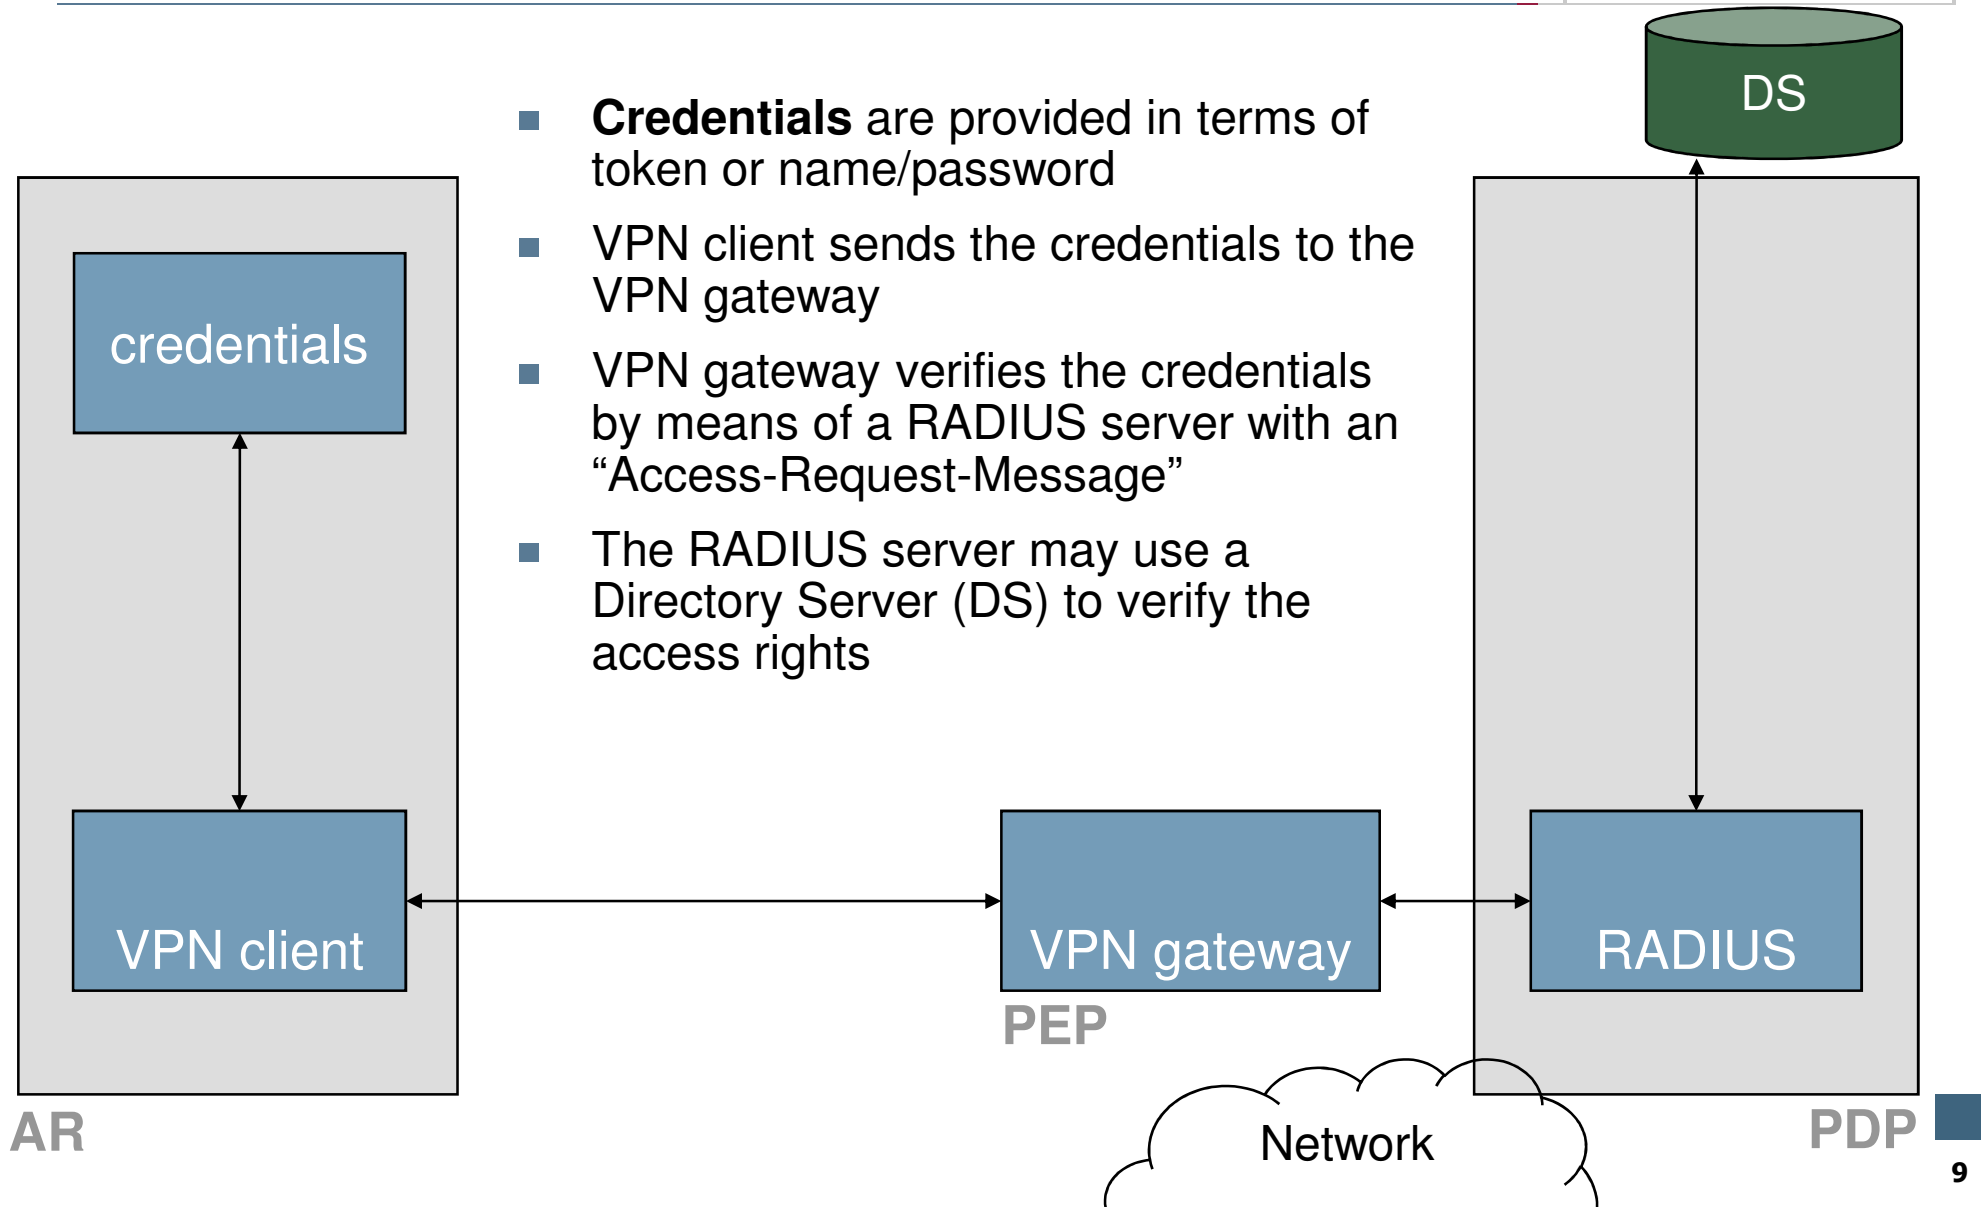 DS
Credentials are provided in terms of
token or name/password
VPN client sends the credentials to the
VPN gateway
VPN gateway verifies the credentials
by means of a RADIUS server with an
“Access-Request-Message”
The RADIUS server may use a
Directory Server (DS) to verify the
access rights
credentials
VPN client
VPN gateway
RADIUS
PEP
AR
Network
PDP
9